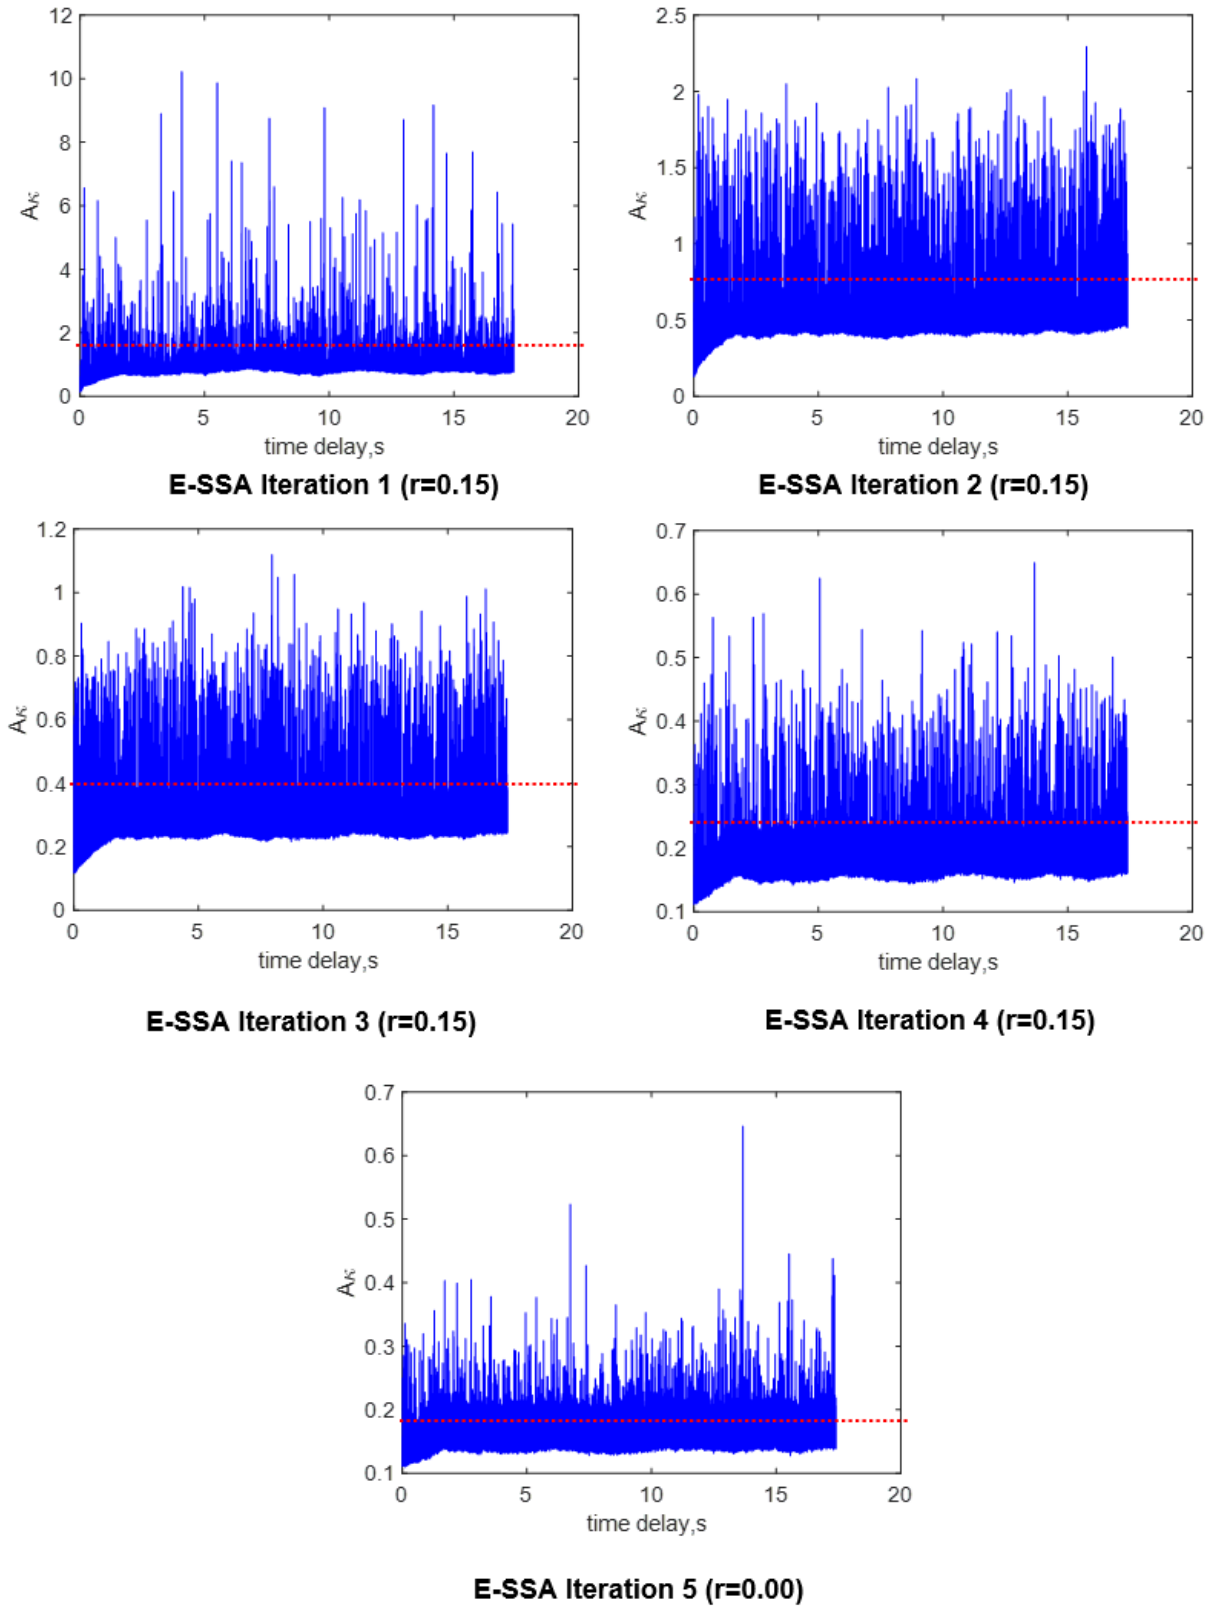 12
10
8
6
4
2
0
Aκ
0 5 10 15 20
time delay,s
E-SSA Iteration 1 (r=0.15)
2.5
2
1.5
1
0.5
0
Aκ
0 5 10 15 20
time delay,s
E-SSA Iteration 2 (r=0.15)
1.2
1
0.8
0.6
0.4
0.2
0
Aκ
0 5 10 15 20
time delay,s
E-SSA Iteration 3 (r=0.15)
0.7
0.6
0.5
0.4
0.3
0.2
0.1
Aκ
0 5 10 15 20
time delay,s
E-SSA Iteration 4 (r=0.15)
0.7
0.6
0.5
0.4
0.3
0.2
0.1
Aκ
0 5 10 15 20
time delay,s
E-SSA Iteration 5 (r=0.00)